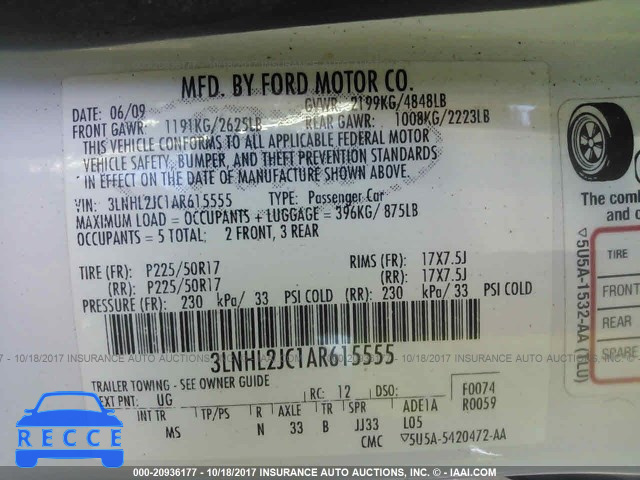 MFD. BY FORD MOTOR CO.
DATE: 06/09 GVWR: 2199KG/4848LB
FRONT GAWR: 1191KG/2625LB REAR GAWR: 1008KG/2223LB
THIS VEHICLE CONFORMS TO ALL APPLICABLE FEDERAL MOTOR
VEHICLE SAFETY, BUMPER, AND THEFT PREVENTION STANDARDS
IN EFFECT ON THE DATE OF MANUFACTURE SHOWN ABOVE.
VIN: 3LNHL2JC1AR615555 TYPE: Passenger Car
MAXIMUM LOAD = OCCUPANTS + LUGGAGE = 396KG/ 875LB
OCCUPANTS = 5 TOTAL: 2 FRONT, 3 REAR
TIRE (FR): P225/50R17 RIMS (FR): 17X7.5J
(RR): P225/50R17 (RR): 17X7.5J
PRESSURE (FR): 230 kPa/ 33 PSI COLD (RR): 230 kPa/ 33 PSI COLD
3LNHL2JC1AR615555
TRAILER TOWING - SEE OWNER GUIDE
EXT PNT: UG RC: 12 DSO: F0074
INT TR TP/PS R AXLE TR SPR ADE1A R0059
MS N 33 B JJ33 L05
CMC 5U5A-5420472-AA
The comb
5U5A-1532-AA (TLU)
TIRE
FRONT
REAR
SPARE
000-20936177 - 10/18/2017 INSURANCE AUTO AUCTIONS, INC. - © - IAAI.com